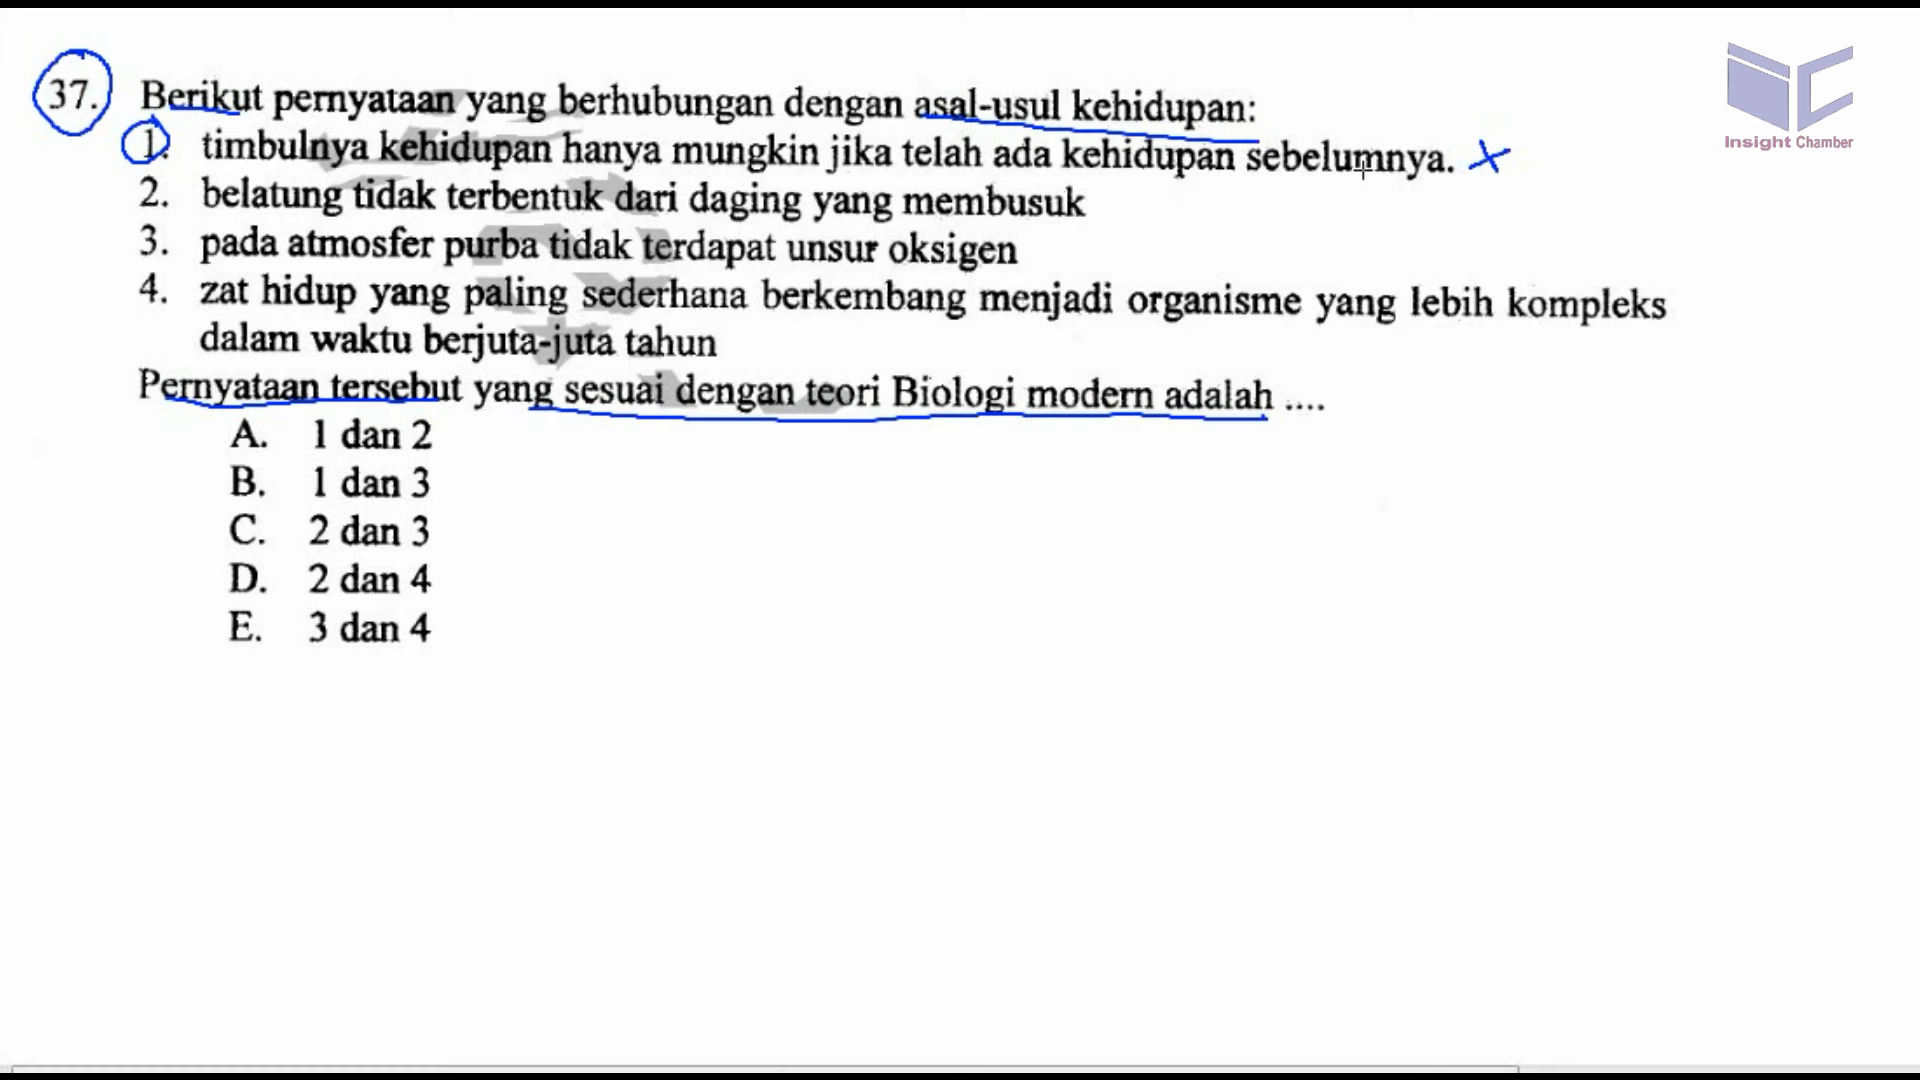 37. Berikut pernyataan yang berhubungan dengan asal-usul kehidupan:
1. timbulnya kehidupan hanya mungkin jika telah ada kehidupan sebelumnya.
2. belatung tidak terbentuk dari daging yang membusuk
3. pada atmosfer purba tidak terdapat unsur oksigen
4. zat hidup yang paling sederhana berkembang menjadi organisme yang lebih kompleks
dalam waktu berjuta-juta tahun
Pernyataan tersebut yang sesuai dengan teori Biologi modern adalah ....
A. 1 dan 2
B. 1 dan 3
C. 2 dan 3
D. 2 dan 4
E. 3 dan 4
Insight Chamber